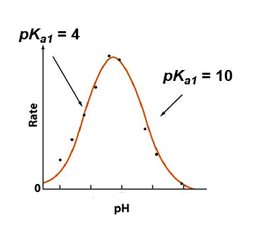 pKa1 = 4
pKa1 = 10
Rate
0
pH